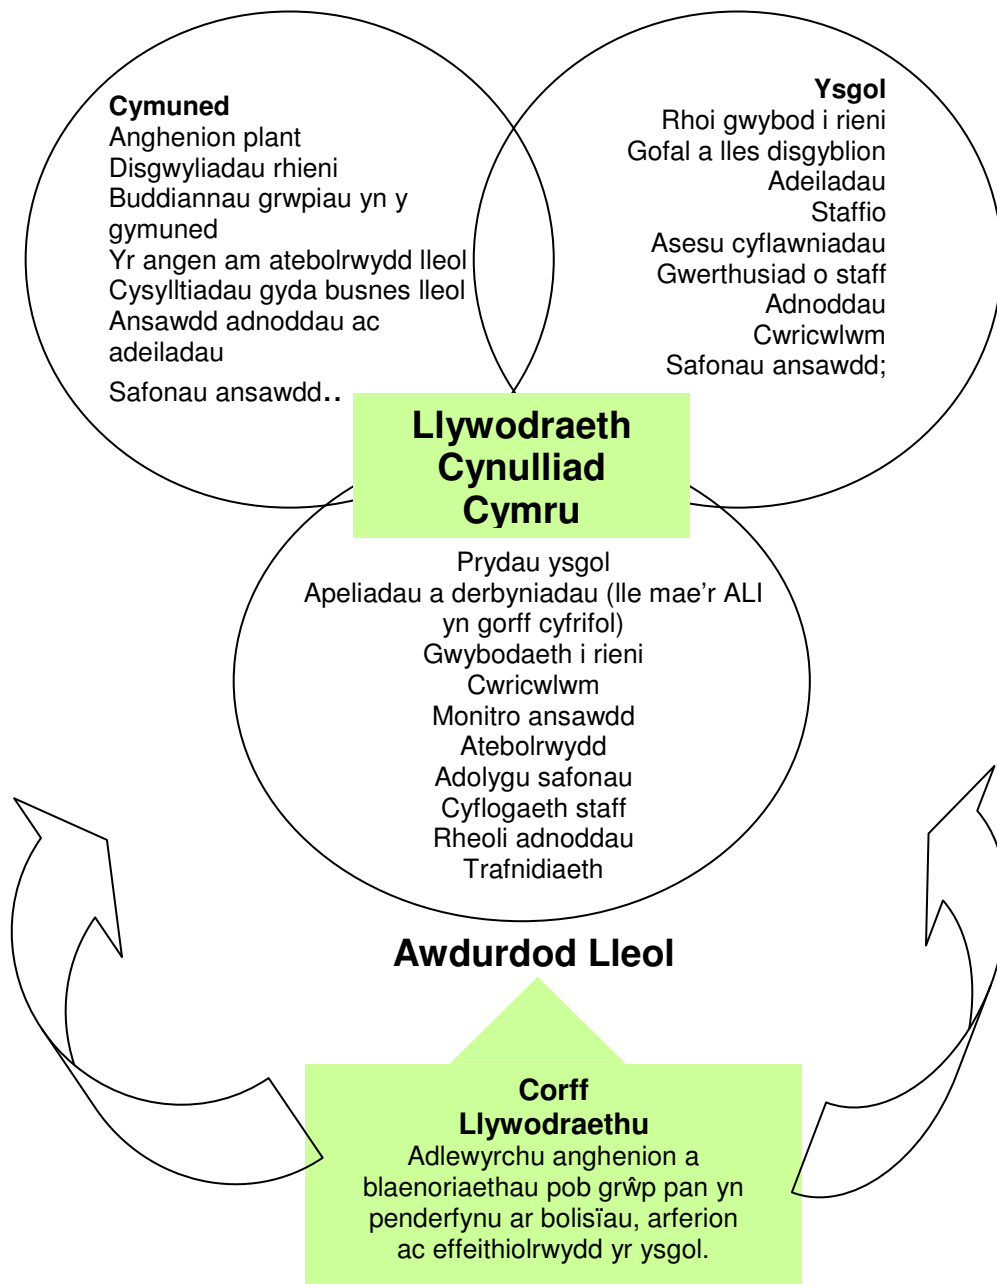 Cymuned
Anghenion plant
Disgwyliadau rhieni
Buddiannau grwpiau yn y
gymuned
Yr angen am atebolrwydd lleol
Cysylltiadau gyda busnes lleol
Ansawdd adnoddau ac
adeiladau
Safonau ansawdd..
Ysgol
Rhoi gwybod i rieni
Gofal a lles disgyblion
Adeiladau
Staffio
Asesu cyflawniadau
Gwerthusiad o staff
Adnoddau
Cwricwlwm
Safonau ansawdd;
Llywodraeth
Cynulliad
Cymru
Prydau ysgol
Apeliadau a derbyniadau (lle mae'r ALI
yn gorff cyfrifol)
Gwybodaeth i rieni
Cwricwlwm
Monitro ansawdd
Atebolrwydd
Adolygu safonau
Cyflogaeth staff
Rheoli adnoddau
Trafnidiaeth
Awdurdod Lleol
Corff
Llywodraethu
Adlewyrchu anghenion a
blaenoriaethau pob grŵp pan yn
penderfynu ar bolisïau, arferion
ac effeithiolrwydd yr ysgol.